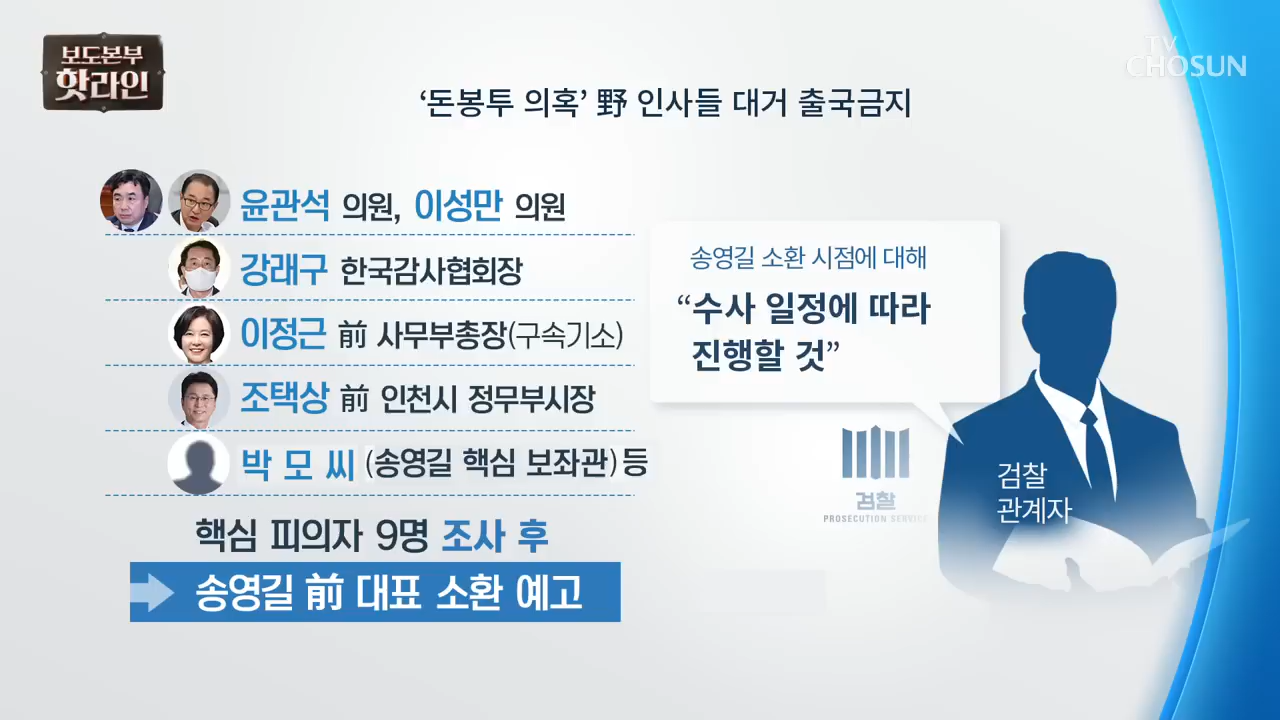 보도본부
핫라인
TV
CHOSUN
‘돈봉투 의혹’ 野 인사들 대거 출국금지
윤관석 의원, 이성만 의원
강래구 한국감사협회장
이정근 前 사무부총장(구속기소)
조택상 前 인천시 정무부시장
박 모 씨 (송영길 핵심 보좌관) 등
핵심 피의자 9명 조사 후
송영길 前 대표 소환 예고
송영길 소환 시점에 대해
“수사 일정에 따라
진행할 것”
검찰
PROSECUTION SERVICE
검찰
관계자